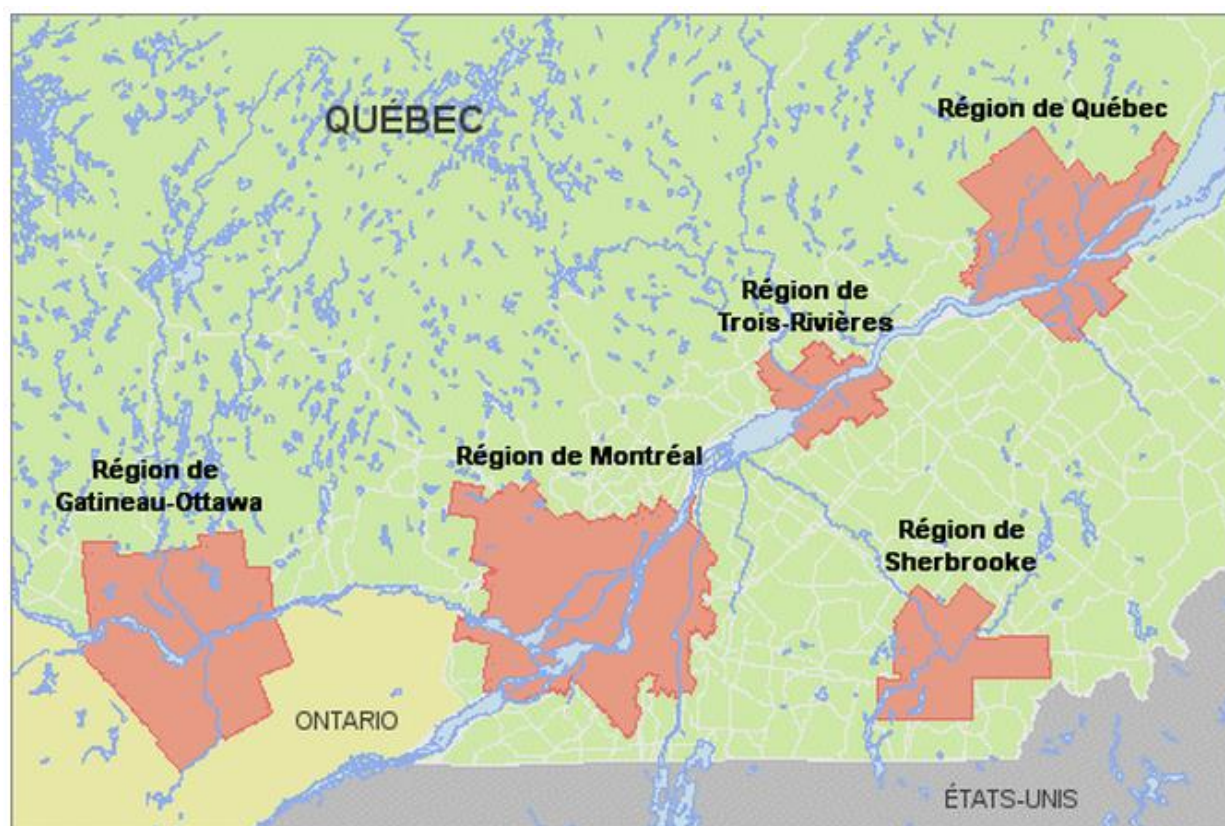 QUÉBEC
Région de Québec
Région de
Trois-Rivières
Région de
Gatineau-Ottawa
Région de Montréal
Région de
Sherbrooke
ONTARIO
ÉTATS-UNIS